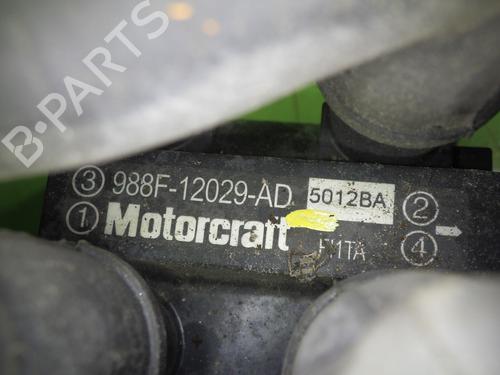 B-PARTS
③ 988F-12029-AD 5012BA ②
① Motorcraft ④